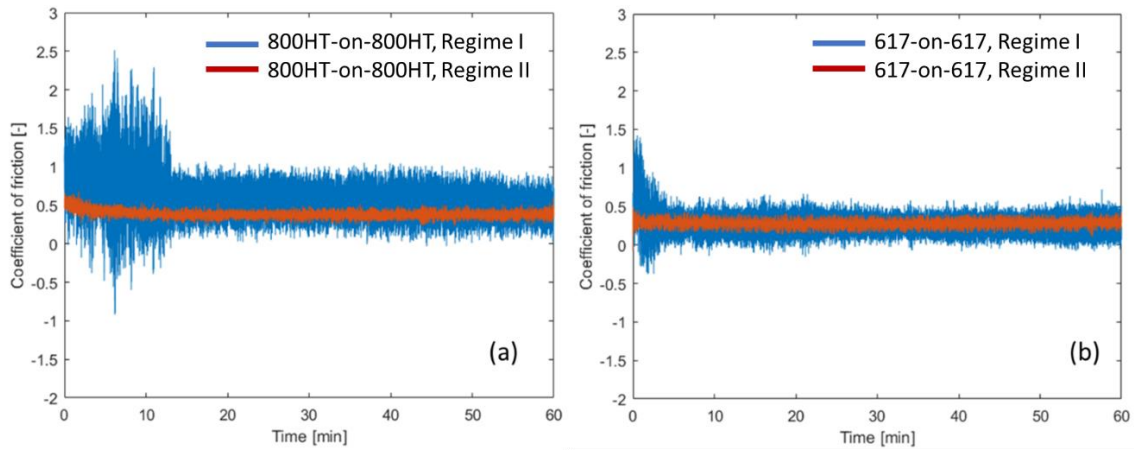 3
2.5
2
1.5
1
0.5
0
-0.5
-1
-1.5
-2
Coefficient of friction [-]
800HT-on-800HT, Regime I
800HT-on-800HT, Regime II
(a)
0 10 20 30 40 50 60
Time [min]
3
2.5
2
1.5
1
0.5
0
-0.5
-1
-1.5
-2
Coefficient of friction [-]
617-on-617, Regime I
617-on-617, Regime II
(b)
0 10 20 30 40 50 60
Time [min]